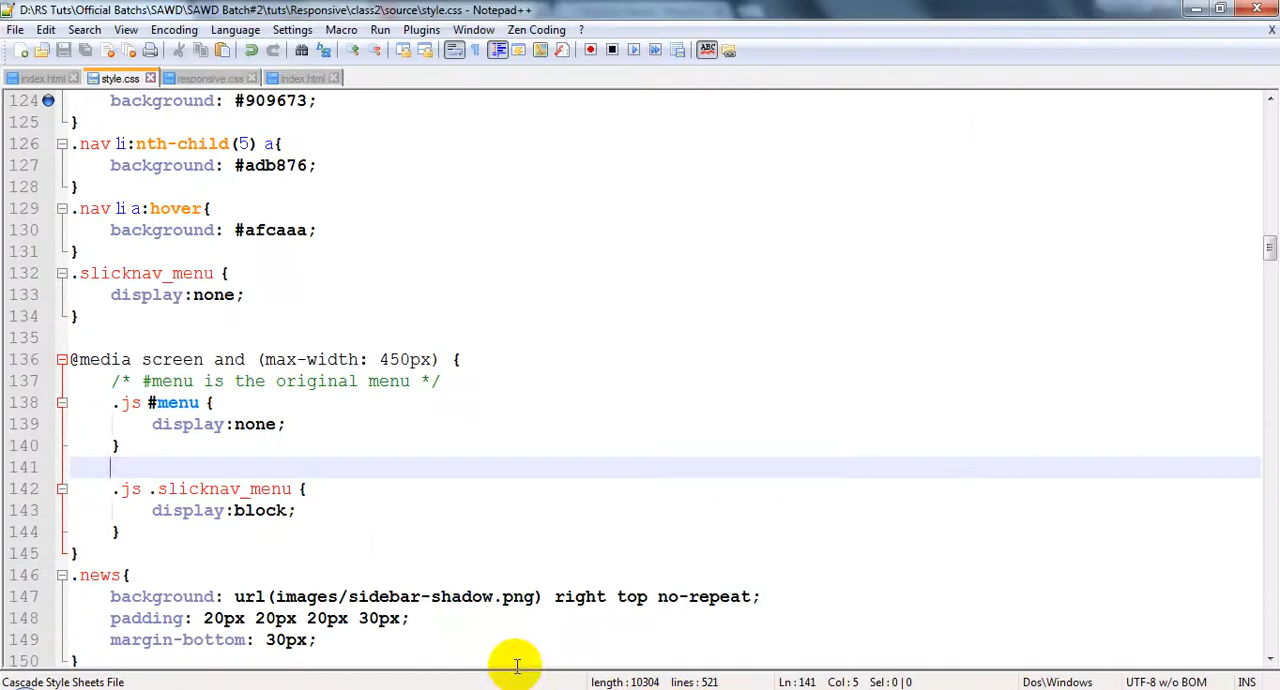 D:\RS Tuts\Official Batchs\SAWD\SAWD Batch#2\tuts\Responsive\class2\source\style.css - Notepad++
File Edit Search View Encoding Language Settings Macro Run Plugins Window Zen Coding ? X
index.html style.css responsive.css index.html
124 background: #909673;
125 }
126 .nav li:nth-child(5) a{
127 background: #adb876;
128 }
129 .nav li a:hover{
130 background: #afcaaa;
131 }
132 .slicknav_menu {
133 display:none;
134 }
135
136 @media screen and (max-width: 450px) {
137 /* #menu is the original menu */
138 .js #menu {
139 display:none;
140 }
141
142 .js .slicknav_menu {
143 display:block;
144 }
145 }
146 .news{
147 background: url(images/sidebar-shadow.png) right top no-repeat;
148 padding: 20px 20px 20px 30px;
149 margin-bottom: 30px;
150 }
Cascade Style Sheets File length : 10304 lines : 521 Ln : 141 Col : 5 Sel : 0 | 0 Dos\Windows UTF-8 w/o BOM INS